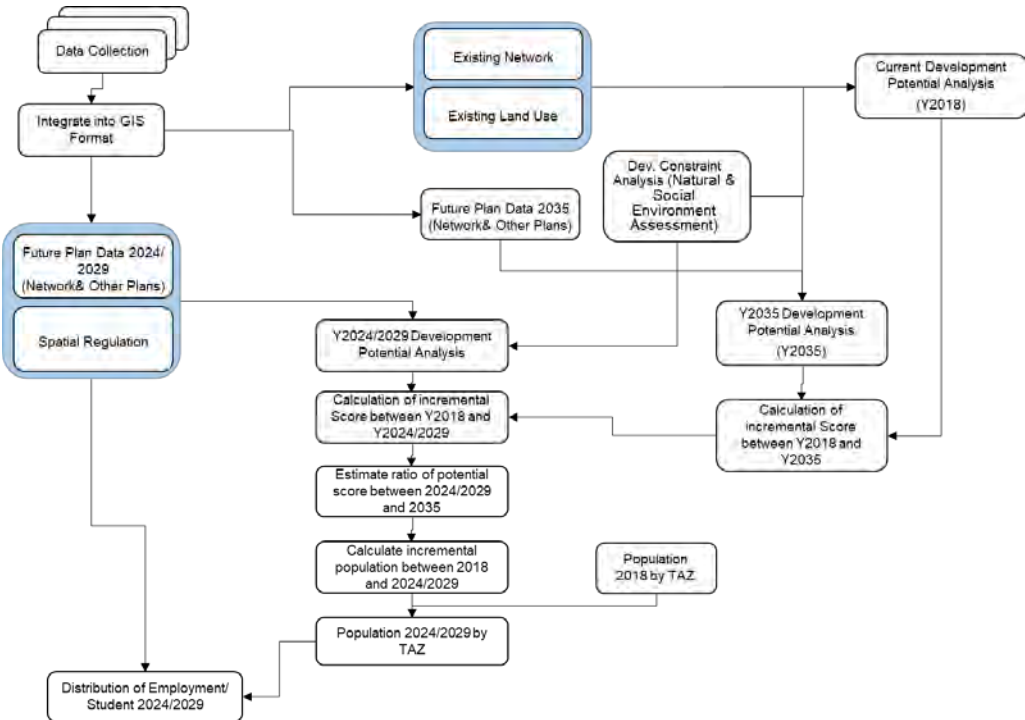 Data Collection
Integrate into GIS
Format
Existing Network
Existing Land Use
Current Development
Potential Analysis
(Y2018)
Dev. Constraint
Analysis (Natural &
Social
Environment
Assessment)
Future Plan Data 2035
(Network& Other Plans)
Future Plan Data 2024/
2029
(Network& Other Plans)
Spatial Regulation
Y2024/2029 Development
Potential Analysis
Y2035 Development
Potential Analysis
(Y2035)
Calculation of incremental
Score between Y2018 and
Y2024/2029
Calculation of
incremental Score
between Y2018 and
Y2035
Estimate ratio of potential
score between 2024/2029
and 2035
Calculate incremental
population between 2018
and 2024/2029
Population
2018 by TAZ
Population 2024/2029 by
TAZ
Distribution of Employment/
Student 2024/2029